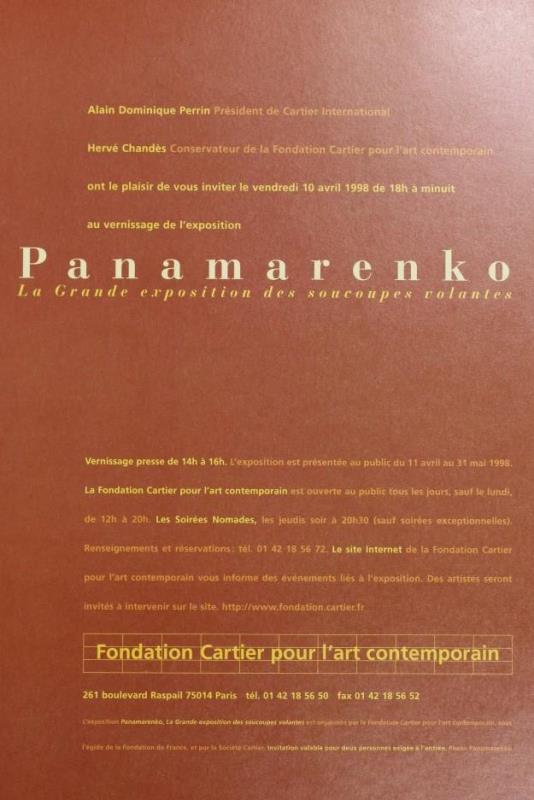 Alain Dominique Perrin Président de Cartier International
Hervé Chandès Conservateur de la Fondation Cartier pour l'art contemporain
ont le plaisir de vous inviter le vendredi 10 avril 1998 de 18h à minuit
au vernissage de l'exposition
Panamarenko
La Grande exposition des soucoupes volantes
Vernissage presse de 14h à 16h. L'exposition est présentée au public du 11 avril au 31 mai 1998.
La Fondation Cartier pour l'art contemporain est ouverte au public tous les jours, sauf le lundi,
de 12h à 20h. Les Soirées Nomades, les jeudis soir à 20h30 (sauf soirées exceptionnelles).
Renseignements et réservations : tél. 01 42 18 56 72. Le site Internet de la Fondation Cartier
pour l'art contemporain vous informe des événements liés à l'exposition. Des artistes seront
invités à intervenir sur le site. http://www.fondation.cartier.fr
Fondation Cartier pour l'art contemporain
261 boulevard Raspail 75014 Paris tél. 01 42 18 56 50 fax 01 42 18 56 52
L'exposition Panamarenko, La Grande exposition des soucoupes volantes est organisée par la Fondation Cartier pour l'art contemporain, sous
l'égide de la Fondation de France, et par la Société Cartier. Invitation valable pour deux personnes exigée à l'entrée. Photo Panamarenko